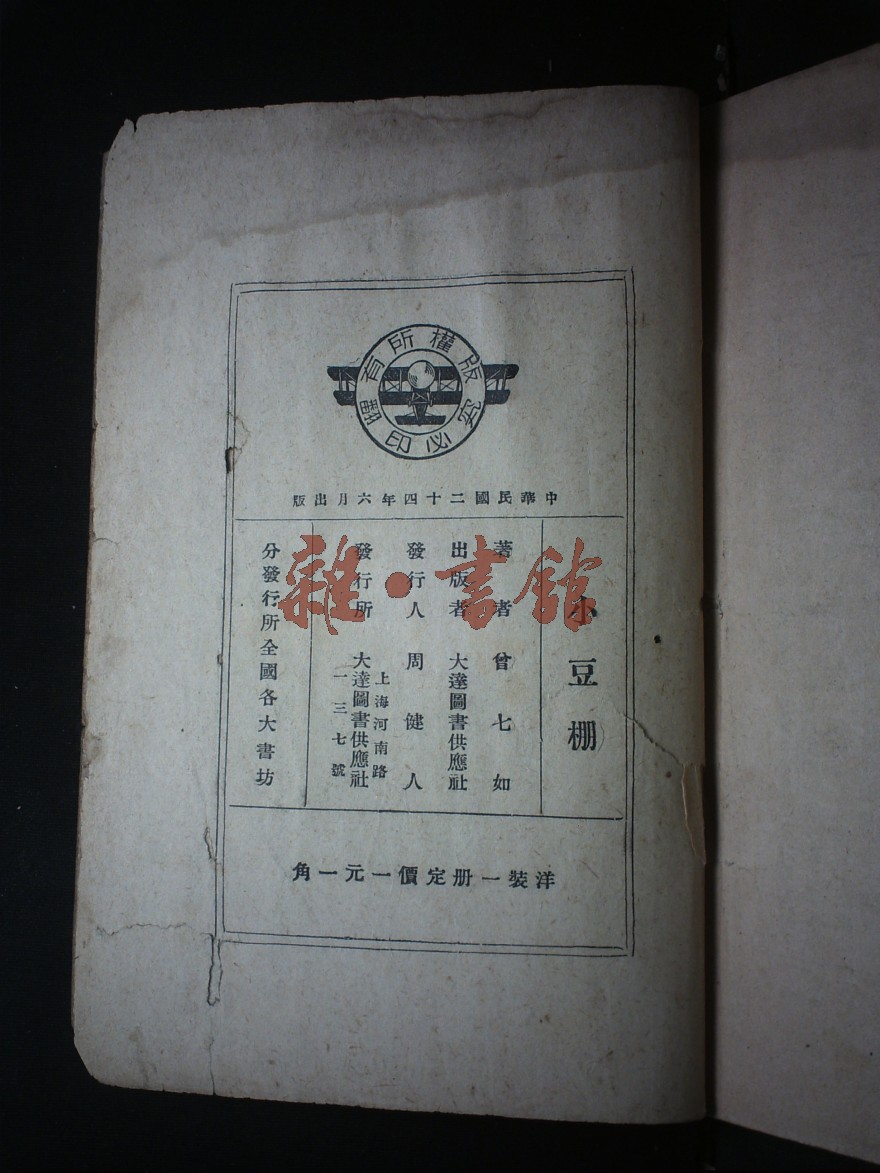 版權所有
翻印必究
中華民國二十四年六月出版
小豆棚
著者 曾七如
出版者 大達圖書供應社
發行人 周健人
發行所 大達圖書供應社
上海河南路
一三七號
分發行所全國各大書坊
洋裝一册定價一元一角
雜·書館